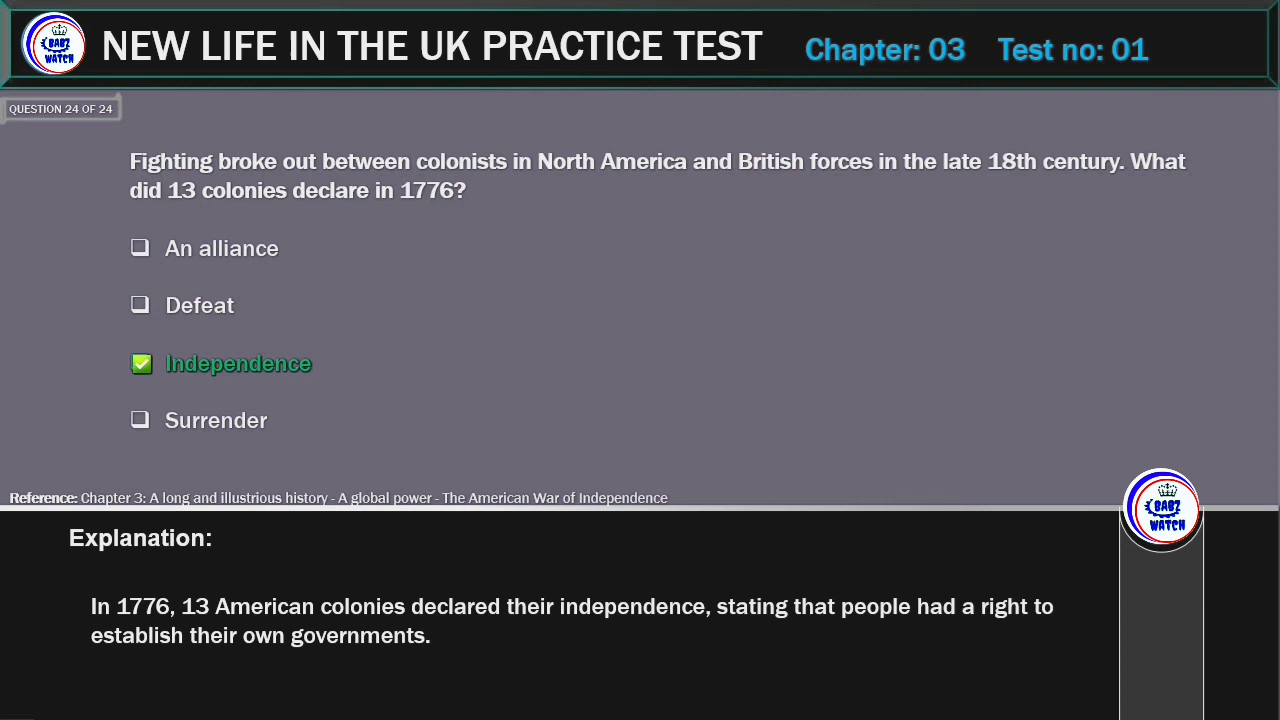 BABZ
WATCH
NEW LIFE IN THE UK PRACTICE TEST Chapter: 03 Test no: 01
QUESTION 24 OF 24
Fighting broke out between colonists in North America and British forces in the late 18th century. What
did 13 colonies declare in 1776?
An alliance
Defeat
Independence
Surrender
Reference: Chapter 3: A long and illustrious history - A global power - The American War of Independence
BABZ
WATCH
Explanation:
In 1776, 13 American colonies declared their independence, stating that people had a right to
establish their own governments.